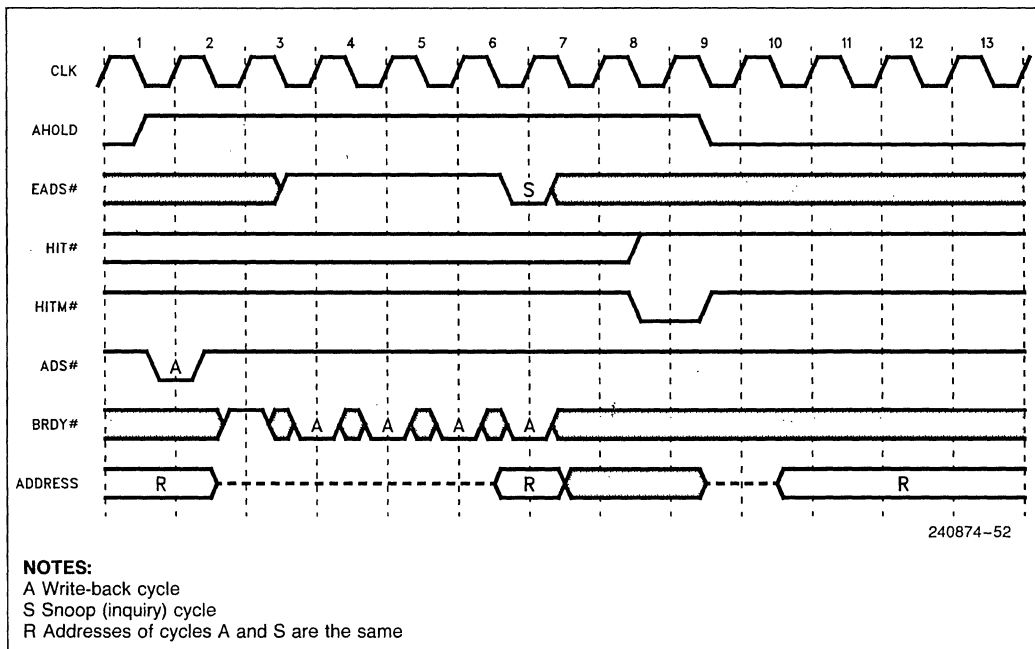 1 2 3 4 5 6 7 8 9 10 11 12 13
CLK
AHOLD
EADS# S
HIT#
HITM#
ADS# A
BRDY# A A A A
ADDRESS R R R
240874-52
NOTES:
A Write-back cycle
S Snoop (inquiry) cycle
R Addresses of cycles A and S are the same